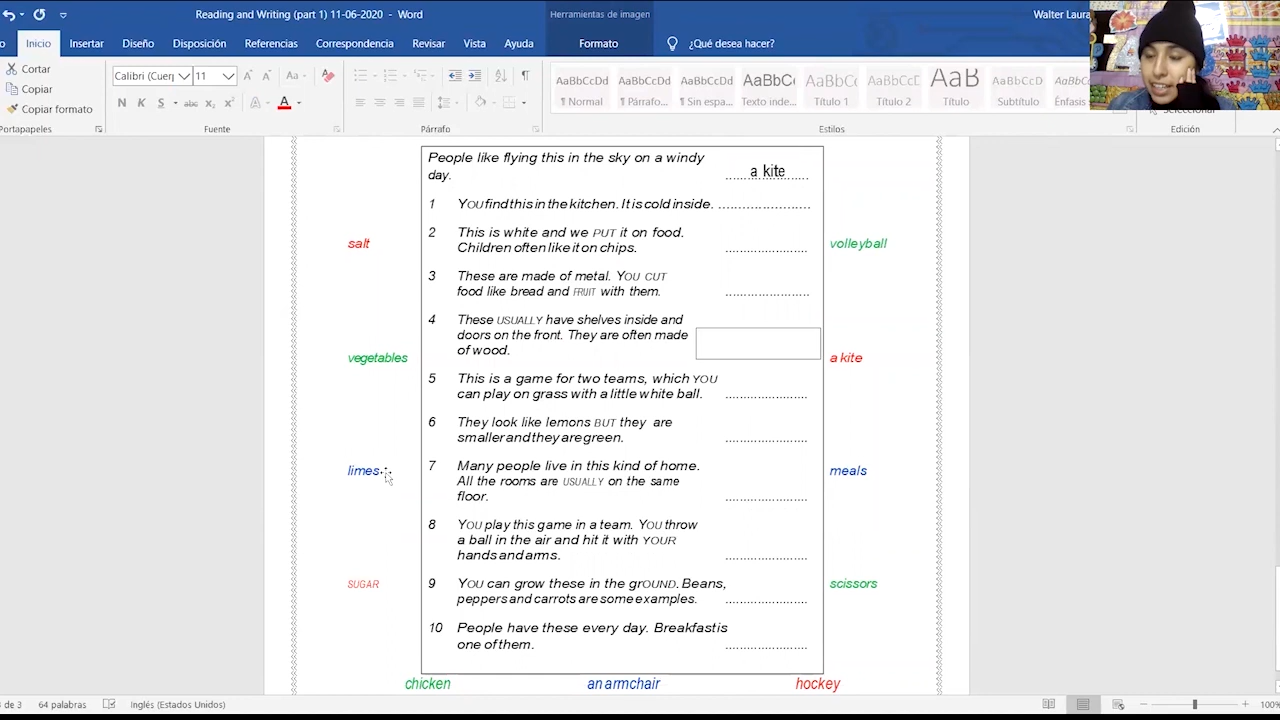 Reading and Writing (part 1) 11-06-2020 - Word
Herramientas de imagen
Walter Laura
Inicio Insertar Diseño Disposición Referencias Correspondencia Revisar Vista Ayuda Formato ¿Qué desea hacer?
Cortar
Copiar
Copiar formato
Calibri (Cuerp 11
N K S abc x₂ x²
AaBbCcDd AaBbCcDd AaBbCcDd AaBbC AaBbCc AaBbCcD AaB AaBbCcD
¶ Normal ¶ Párrafo... ¶ Sin espa... Texto inde... Título 1 Título 2 Título Subtítulo Énfasis
Portapapeles Fuente Párrafo Estilos Edición
People like flying this in the sky on a windy
day. a kite
1 YOU find this in the kitchen. It is cold inside.
2 This is white and we PUT it on food.
Children often like it on chips.
3 These are made of metal. YOU CUT
food like bread and FRUIT with them.
4 These USUALLY have shelves inside and
doors on the front. They are often made
of wood.
5 This is a game for two teams, which YOU
can play on grass with a little white ball.
6 They look like lemons BUT they are
smaller and they are green.
7 Many people live in this kind of home.
All the rooms are USUALLY on the same
floor.
8 YOU play this game in a team. YOU throw
a ball in the air and hit it with YOUR
hands and arms.
9 YOU can grow these in the grOUND. Beans,
peppers and carrots are some examples.
10 People have these every day. Breakfast is
one of them.
salt
vegetables
limes
SUGAR
volleyball
a kite
meals
scissors
chicken an armchair hockey
de 3 64 palabras Inglés (Estados Unidos) 100%